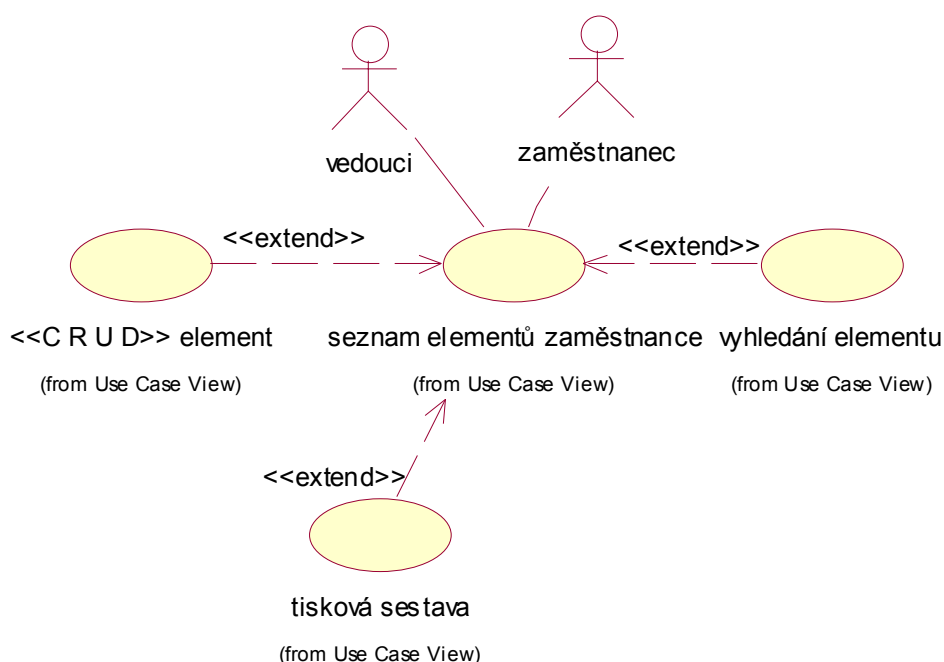 vedouci
zaměstnanec
<<extend>>
<<extend>>
<<C R U D>> element
seznam elementů zaměstnance
vyhledání elementu
(from Use Case View)
(from Use Case View)
(from Use Case View)
<<extend>>
tisková sestava
(from Use Case View)